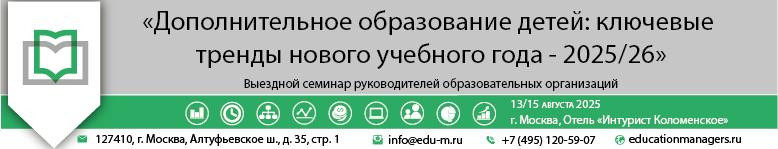 «Дополнительное образование детей: ключевые
тренды нового учебного года - 2025/26»
Выездной семинар руководителей образовательных организаций
13/15 АВГУСТА 2025
г. Москва, Отель «Интурист Коломенское»
127410, г. Москва, Алтуфьевское ш., д. 35, стр. 1 info@edu-m.ru +7 (495) 120-59-07 educationmanagers.ru